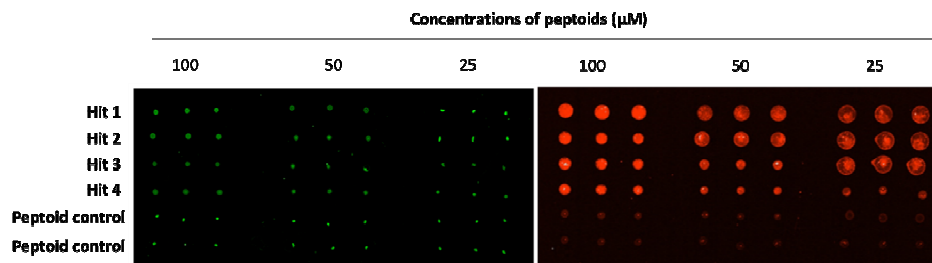 Concentrations of peptoids (µM)
100 50 25 100 50 25
Hit 1
Hit 2
Hit 3
Hit 4
Peptoid control
Peptoid control